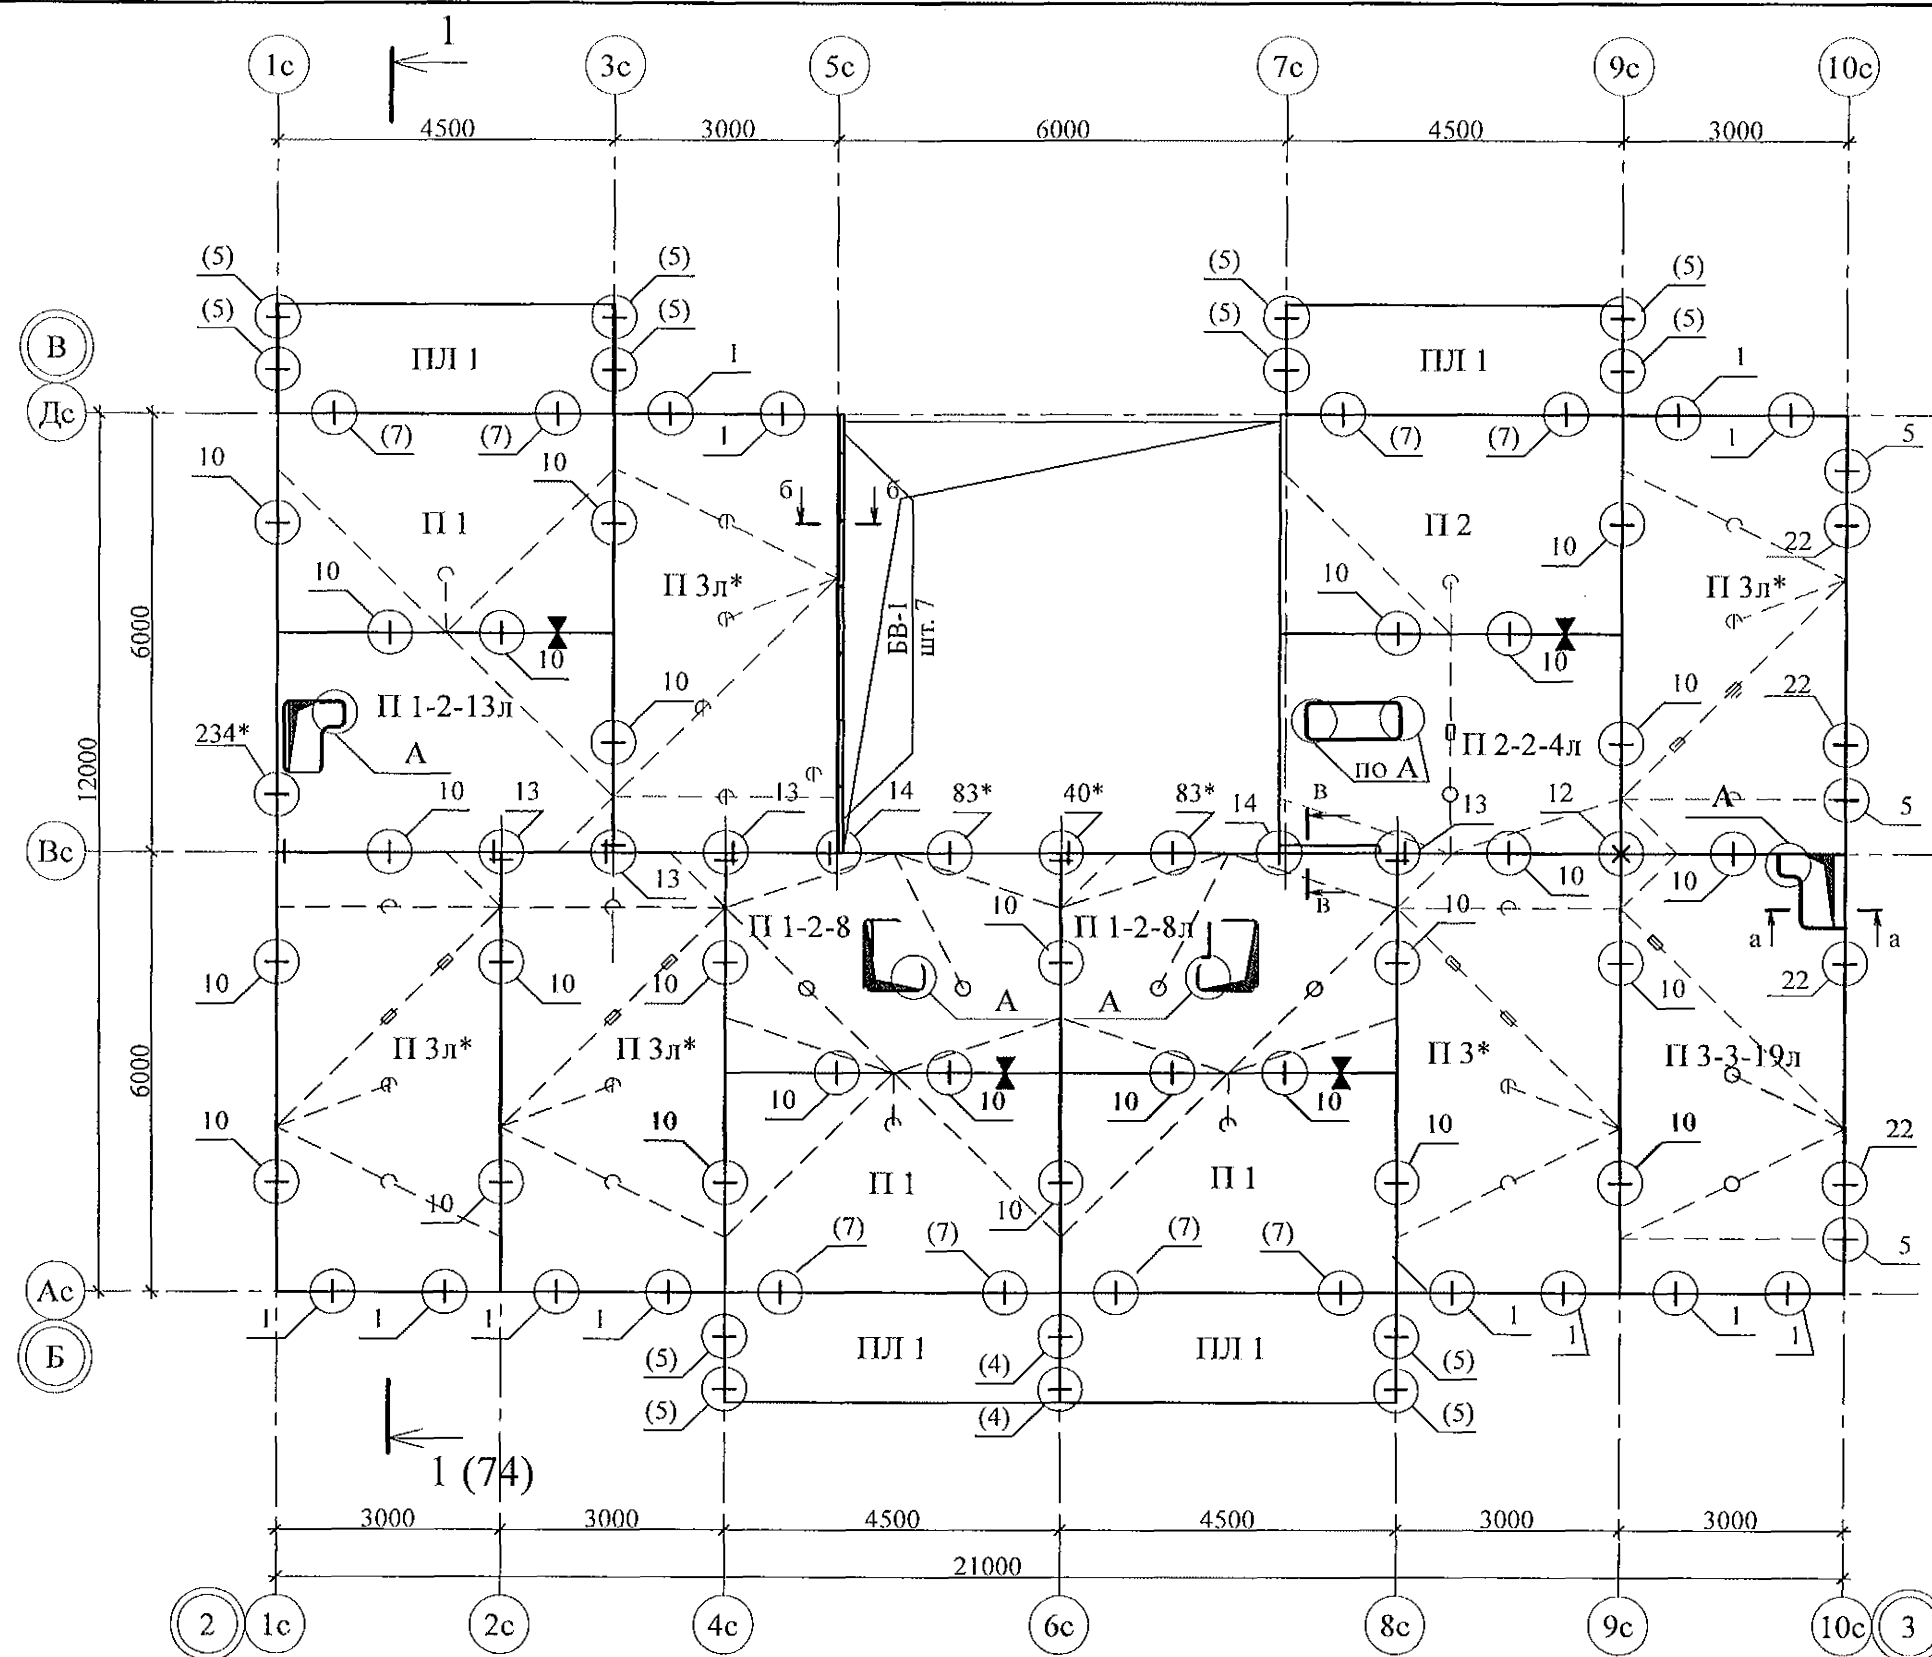 1
1с 3с 5с 7с 9с 10с
4500 3000 6000 4500 3000
(5) (5) (5) (5)
(5) (5) (5) (5)
В ПЛ 1 1 ПЛ 1 1
Дс
(7) (7) 1 (7) (7) 1 5
10 10 б б
П 1 П 2 10 22
10 П 3л* 10 П 3л*
6000 БВ-1 шт. 7
10 10
П 1-2-13л 10 10 22
234* А П 2-2-4л
по А А
12000
10 13 13 14 83* 40* 83* 14 в 13 12 5
Вс
13 в 10 10
П 1-2-8 10 П 1-2-8л 10 а а
10 10 10 А А 10 22
6000
П 3л* П 3л* П 3* П 3-3-19л
10 10 10 10
10 10 10 10 22
10 П 1 10 П 1
(7) (7) (7) (7) 5
Ас
1 1 1 1 1 1 1 1
Б (5) ПЛ 1 (4) ПЛ 1 (5)
(5) (4) (5)
1 (74)
3000 3000 4500 4500 3000 3000
21000
2 1с 2с 4с 6с 8с 9с 10с 3